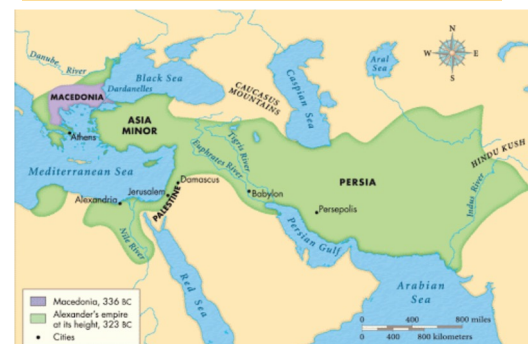 N
W
E
S
Danube
River
Black Sea
Dardanelles
MACEDONIA
CAUCASUS
MOUNTAINS
Caspian Sea
Aral
Sea
ASIA
MINOR
Athens
Tigris River
Euphrates River
HINDU KUSH
Mediterranean Sea
Damascus
Jerusalem
PALESTINE
Alexandria
Babylon
PERSIA
Persepolis
Indus River
Nile River
Persian Gulf
Red Sea
Arabian
Sea
Macedonia, 336 BC
Alexander's empire
at its height, 323 BC
Cities
0 400 800 miles
0 400 800 kilometers